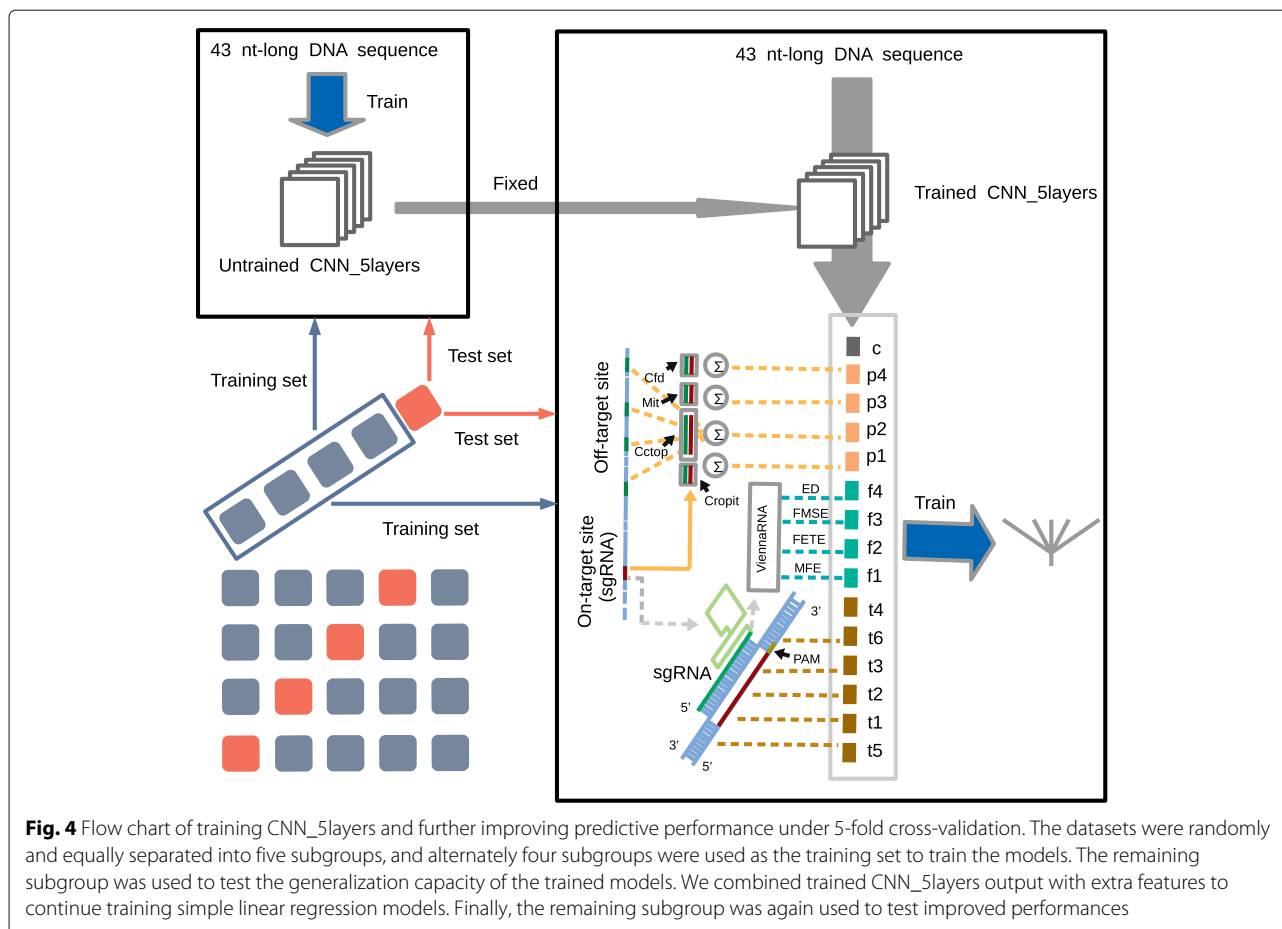 43 nt-long DNA sequence
Train
Untrained CNN_5layers
Fixed
43 nt-long DNA sequence
Trained CNN_5layers
Training set
Test set
Test set
Training set
Off-target site
On-target site
(sgRNA)
Cfd
Mit
Cctop
Cropit
Σ
Σ
Σ
Σ
ViennaRNA
ED
FMSE
FETE
MFE
c
p4
p3
p2
p1
f4
f3
f2
f1
t4
t6
t3
t2
t1
t5
Train
sgRNA
PAM
3’
5’
3’
5’
Fig. 4 Flow chart of training CNN_5layers and further improving predictive performance under 5-fold cross-validation. The datasets were randomly
and equally separated into five subgroups, and alternately four subgroups were used as the training set to train the models. The remaining
subgroup was used to test the generalization capacity of the trained models. We combined trained CNN_5layers output with extra features to
continue training simple linear regression models. Finally, the remaining subgroup was again used to test improved performances